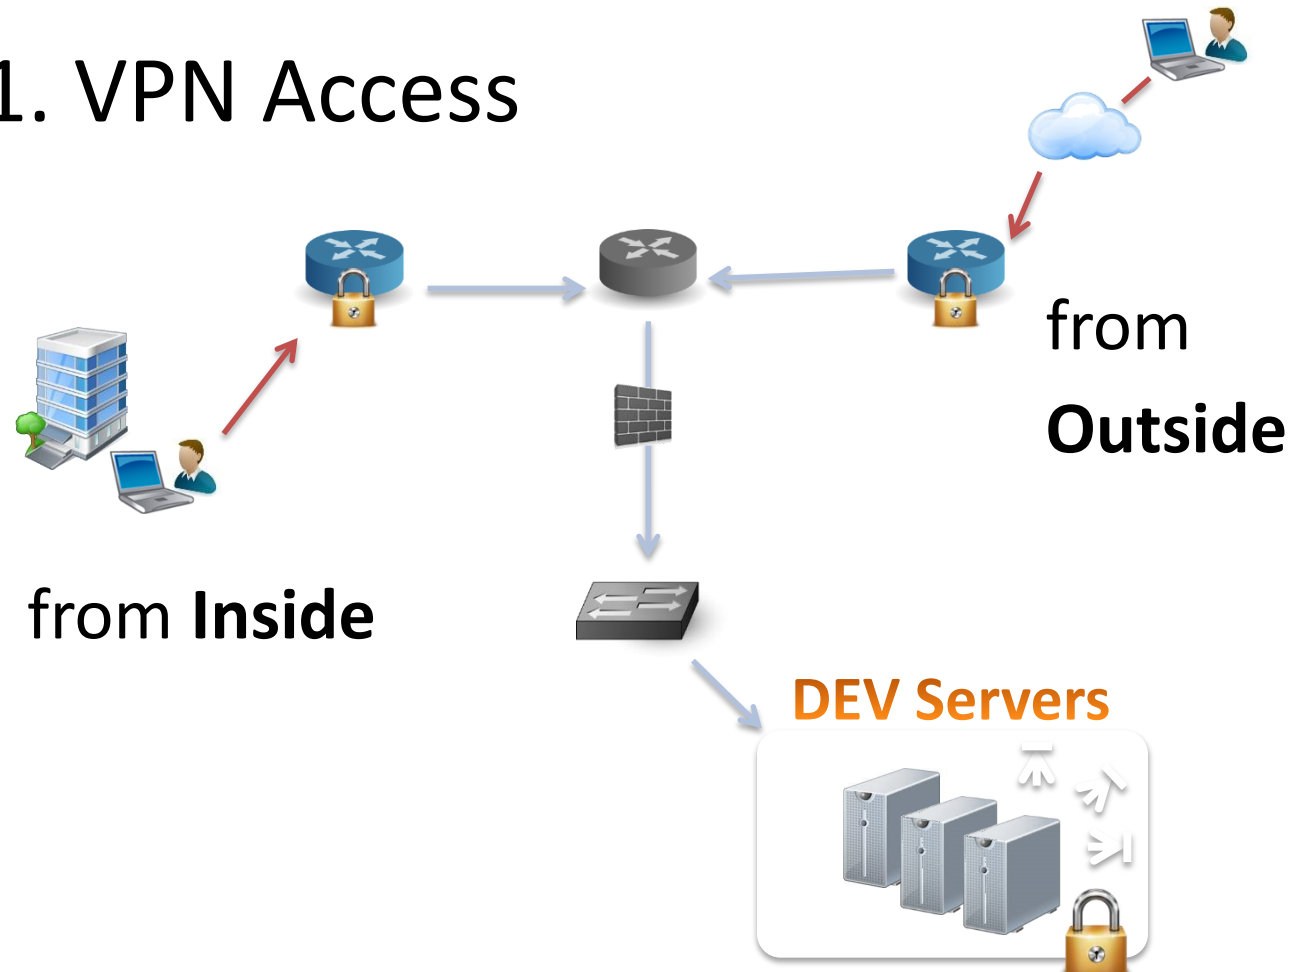 1. VPN Access
from
Outside
from Inside
DEV Servers